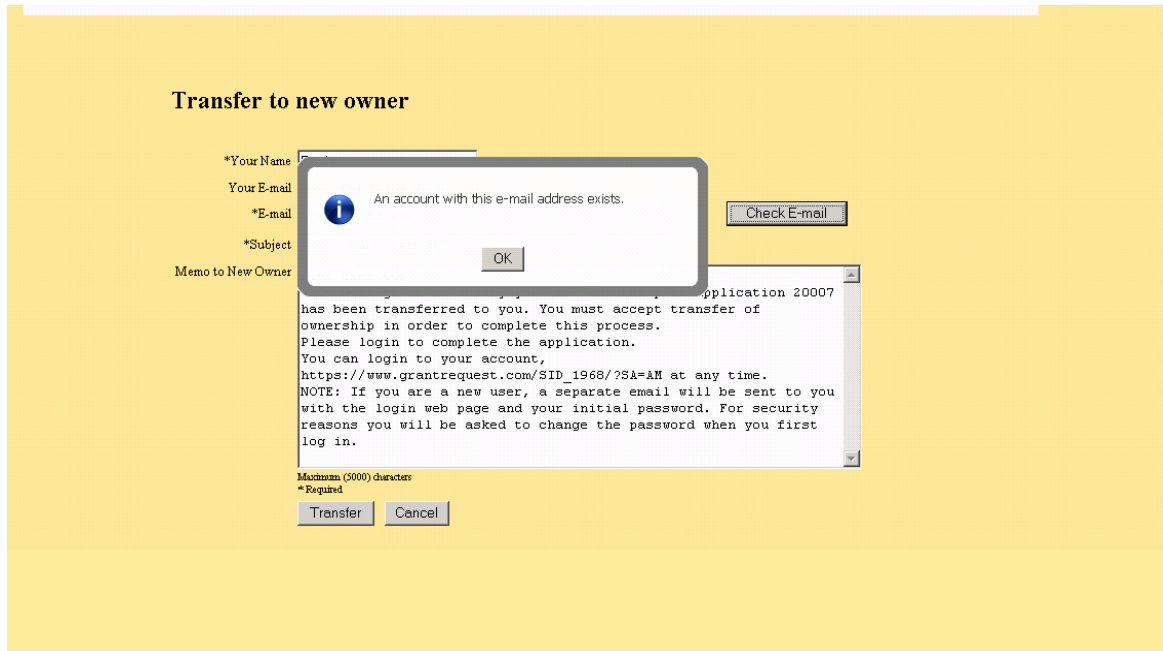 Transfer to new owner
*Your Name
Your E-mail
*E-mail
An account with this e-mail address exists.
Check E-mail
*Subject
OK
Memo to New Owner
application 20007
has been transferred to you. You must accept transfer of
ownership in order to complete this process.
Please login to complete the application.
You can login to your account,
https://www.grantrequest.com/SID_1968/?SA=AM at any time.
NOTE: If you are a new user, a separate email will be sent to you
with the login web page and your initial password. For security
reasons you will be asked to change the password when you first
log in.
Maximum (5000) characters
* Required
Transfer Cancel